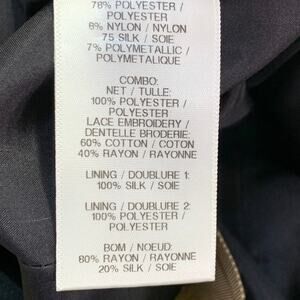 78% POLYESTER /
POLYESTER
8% NYLON / NYLON
75 SILK / SOIE
7% POLYMETALLIC /
POLYMETALIQUE
COMBO:
NET / TULLE:
100% POLYESTER /
POLYESTER
LACE EMBROIDERY /
DENTELLE BRODERIE:
60% COTTON / COTON
40% RAYON / RAYONNE
LINING / DOUBLURE 1:
100% SILK / SOIE
LINING / DOUBLURE 2:
100% POLYESTER /
POLYESTER
BOM / NOEUD:
80% RAYON / RAYONNE
20% SILK / SOIE